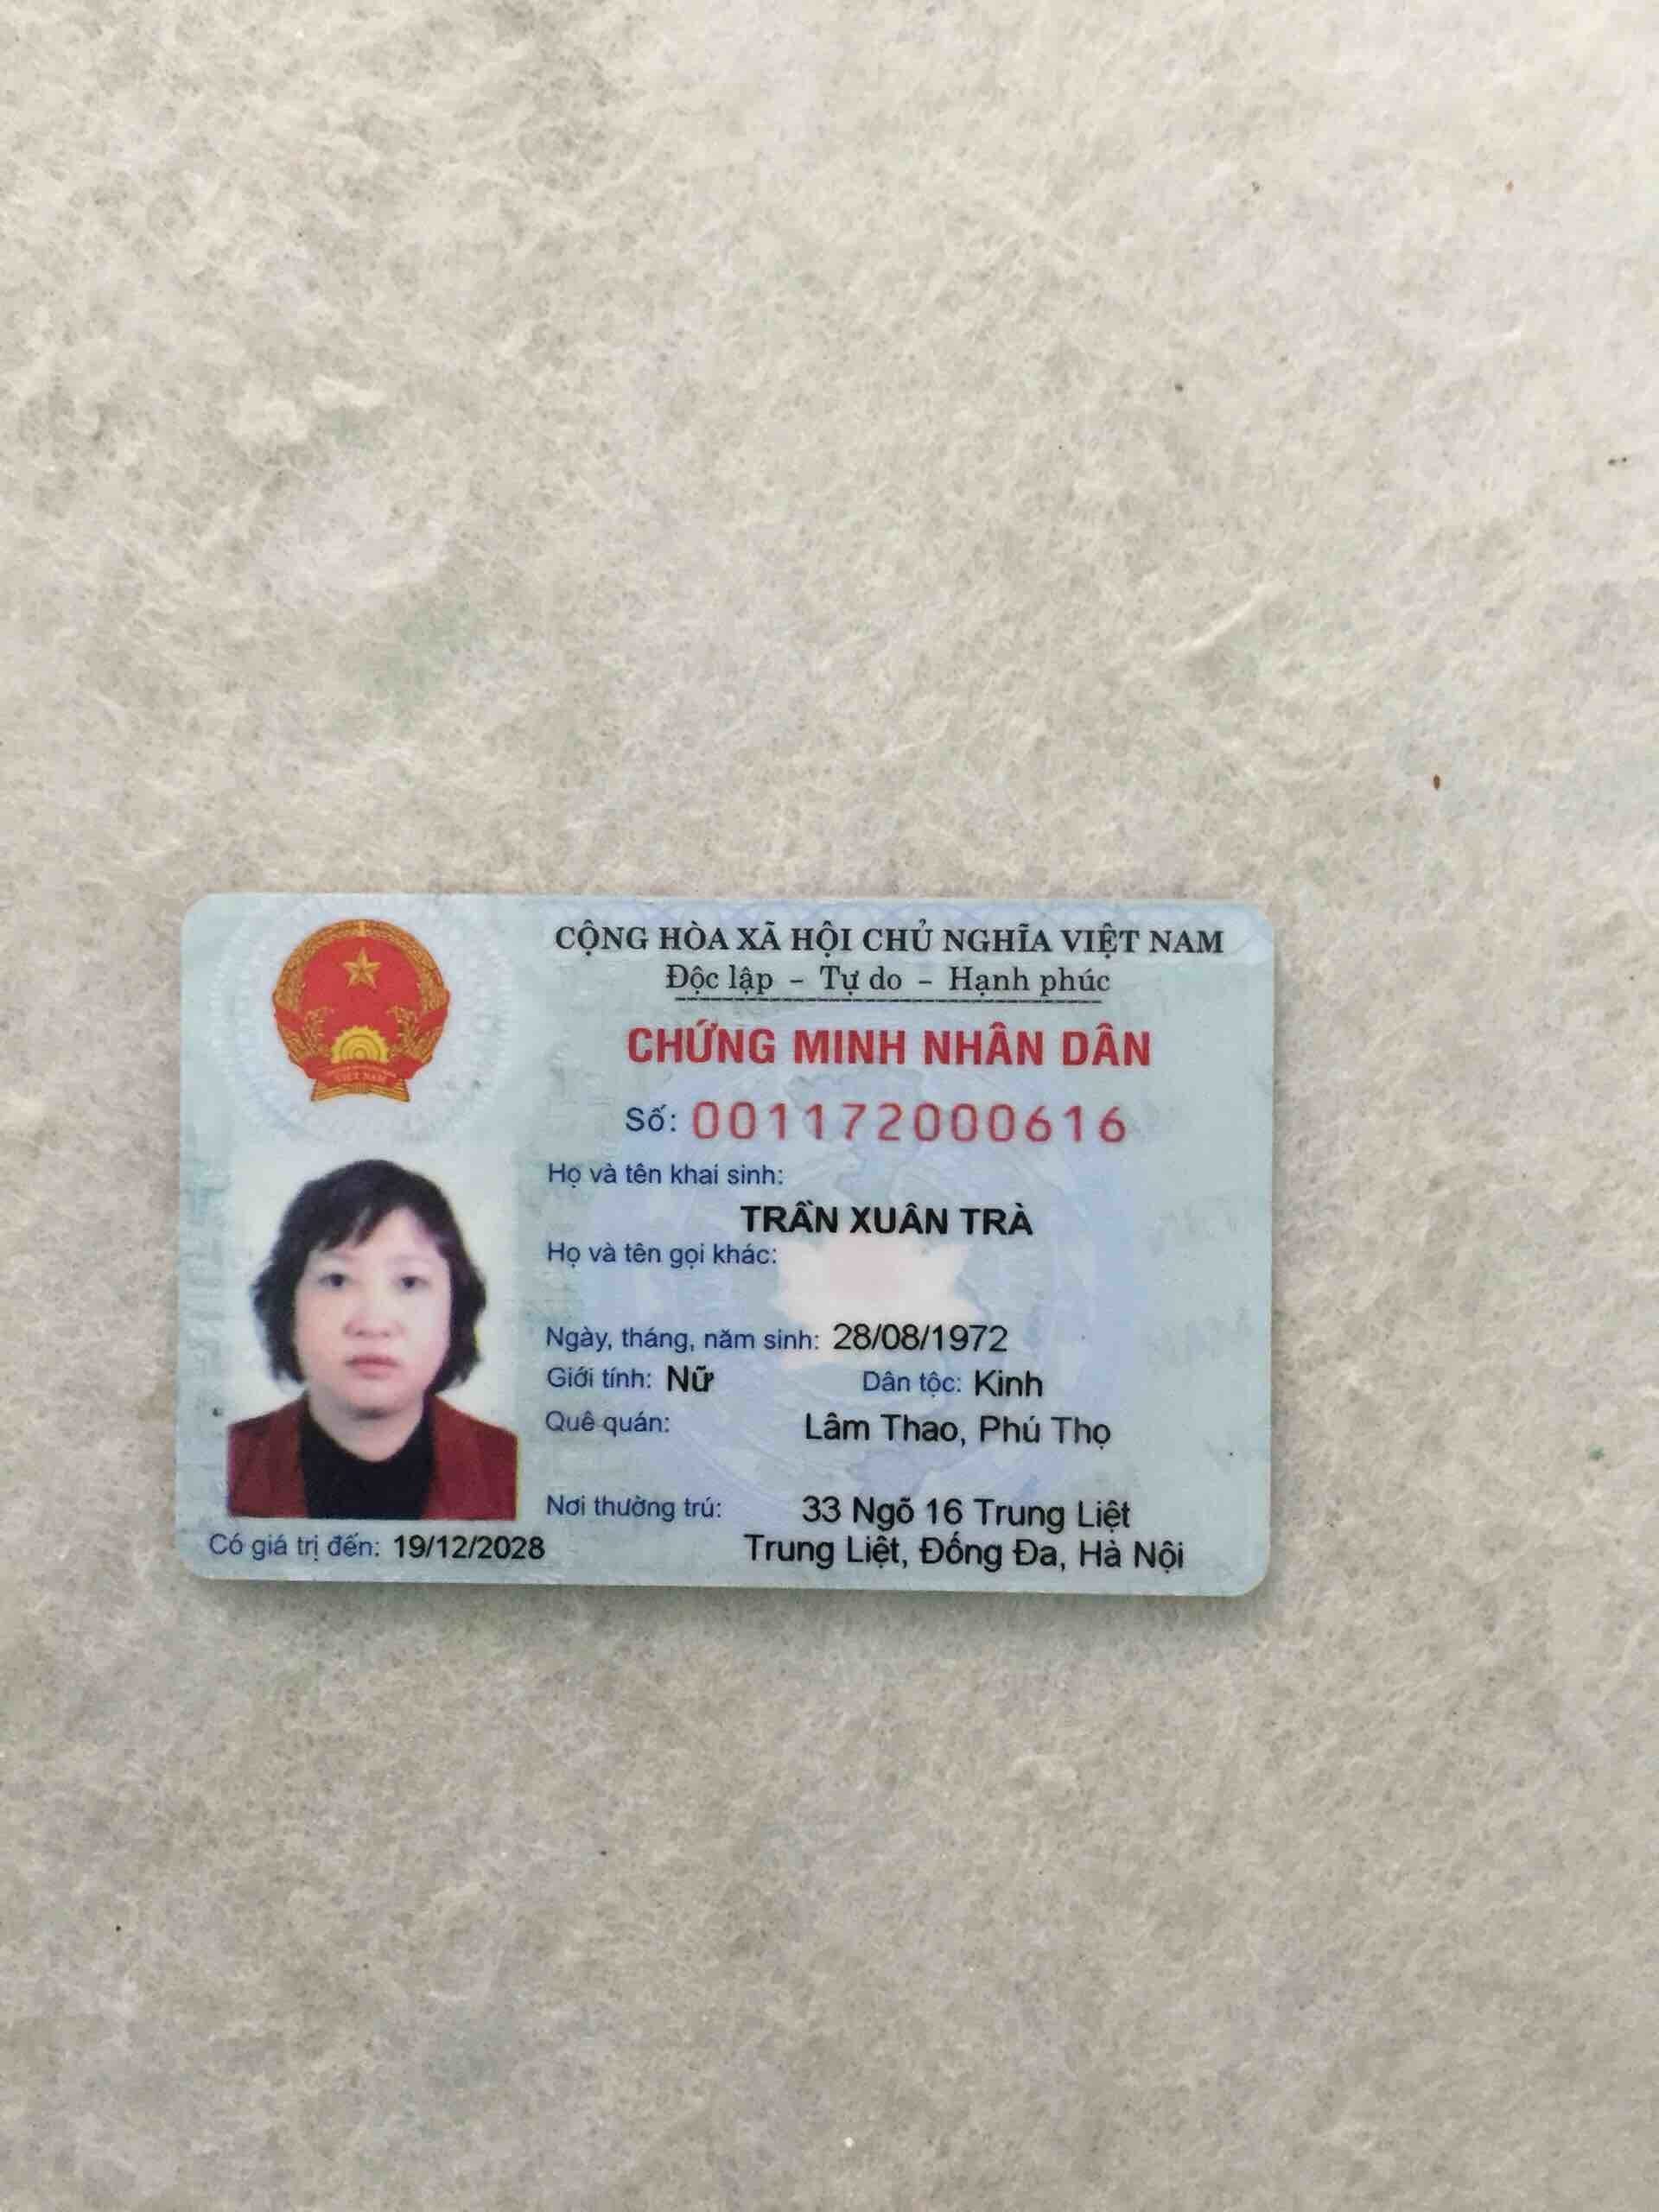 CỘNG HÒA XÃ HỘI CHỦ NGHĨA VIỆT NAM
Độc lập - Tự do - Hạnh phúc
CHỨNG MINH NHÂN DÂN
Số: 001172000616
Họ và tên khai sinh:
TRẦN XUÂN TRÀ
Họ và tên gọi khác:
Ngày, tháng, năm sinh: 28/08/1972
Giới tính: Nữ Dân tộc: Kinh
Quê quán: Lâm Thao, Phú Thọ
Nơi thường trú: 33 Ngõ 16 Trung Liệt
Trung Liệt, Đống Đa, Hà Nội
Có giá trị đến: 19/12/2028
VIỆT NAM